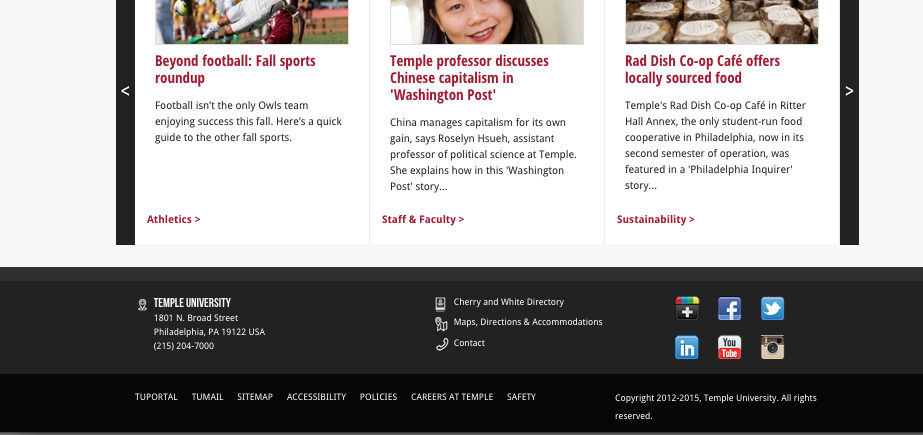 Beyond football: Fall sports
roundup
Football isn't the only Owls team
enjoying success this fall. Here's a quick
guide to the other fall sports.
Athletics >
Temple professor discusses
Chinese capitalism in
'Washington Post'
China manages capitalism for its own
gain, says Roselyn Hsueh, assistant
professor of political science at Temple.
She explains how in this 'Washington
Post' story...
Staff & Faculty >
Rad Dish Co-op Café offers
locally sourced food
Temple's Rad Dish Co-op Café in Ritter
Hall Annex, the only student-run food
cooperative in Philadelphia, now in its
second semester of operation, was
featured in a 'Philadelphia Inquirer'
story...
Sustainability >
<
>
TEMPLE UNIVERSITY
1801 N. Broad Street
Philadelphia, PA 19122 USA
(215) 204-7000
Cherry and White Directory
Maps, Directions & Accommodations
Contact
in
You
Tube
TUPORTAL TUMAIL SITEMAP ACCESSIBILITY POLICIES CAREERS AT TEMPLE SAFETY
Copyright 2012-2015, Temple University. All rights
reserved.